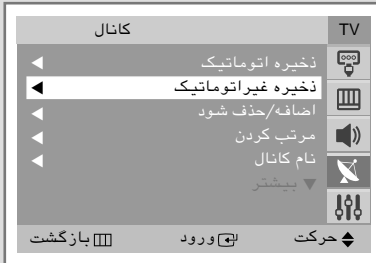 TV
کانال
ذخیره اتوماتیک
ذخیره غیراتوماتیک
اضافه/حذف شود
مرتب کردن
نام کانال
بیشتر
حرکت ورود بازگشت